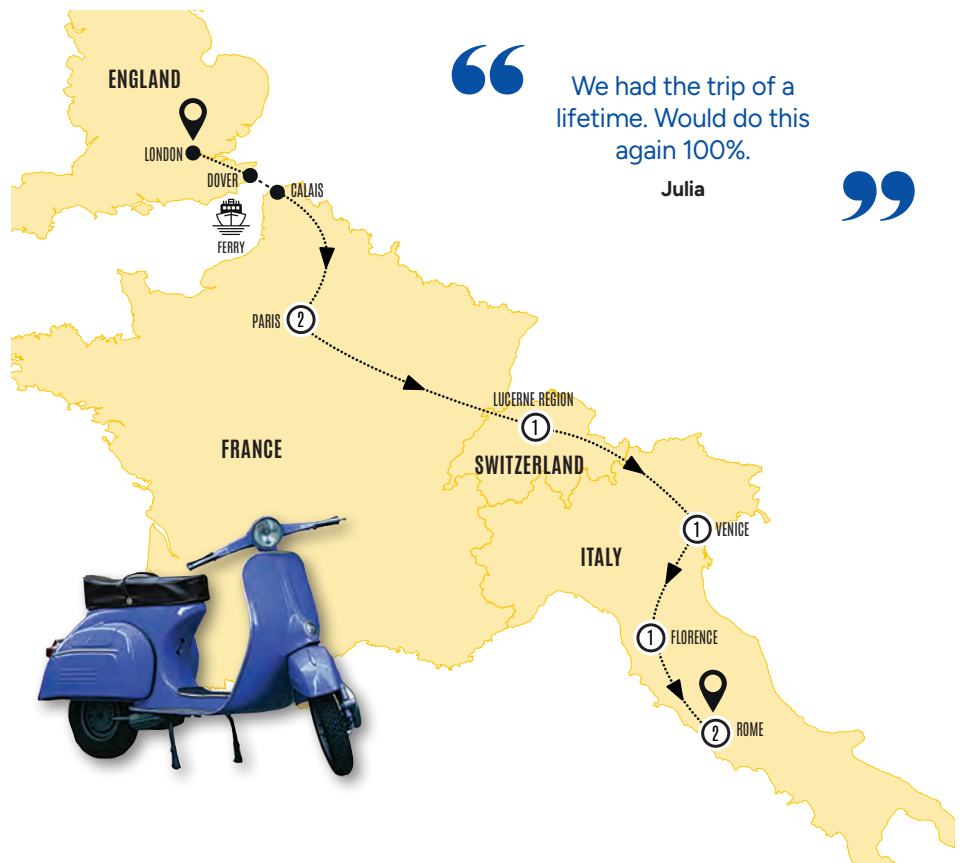 ENGLAND
“
We had the trip of a
lifetime. Would do this
again 100%.
Julia
”
LONDON
DOVER
CALAIS
FERRY
PARIS
2
LUCERNE REGION
1
FRANCE
SWITZERLAND
1
VENICE
ITALY
1
FLORENCE
2
ROME